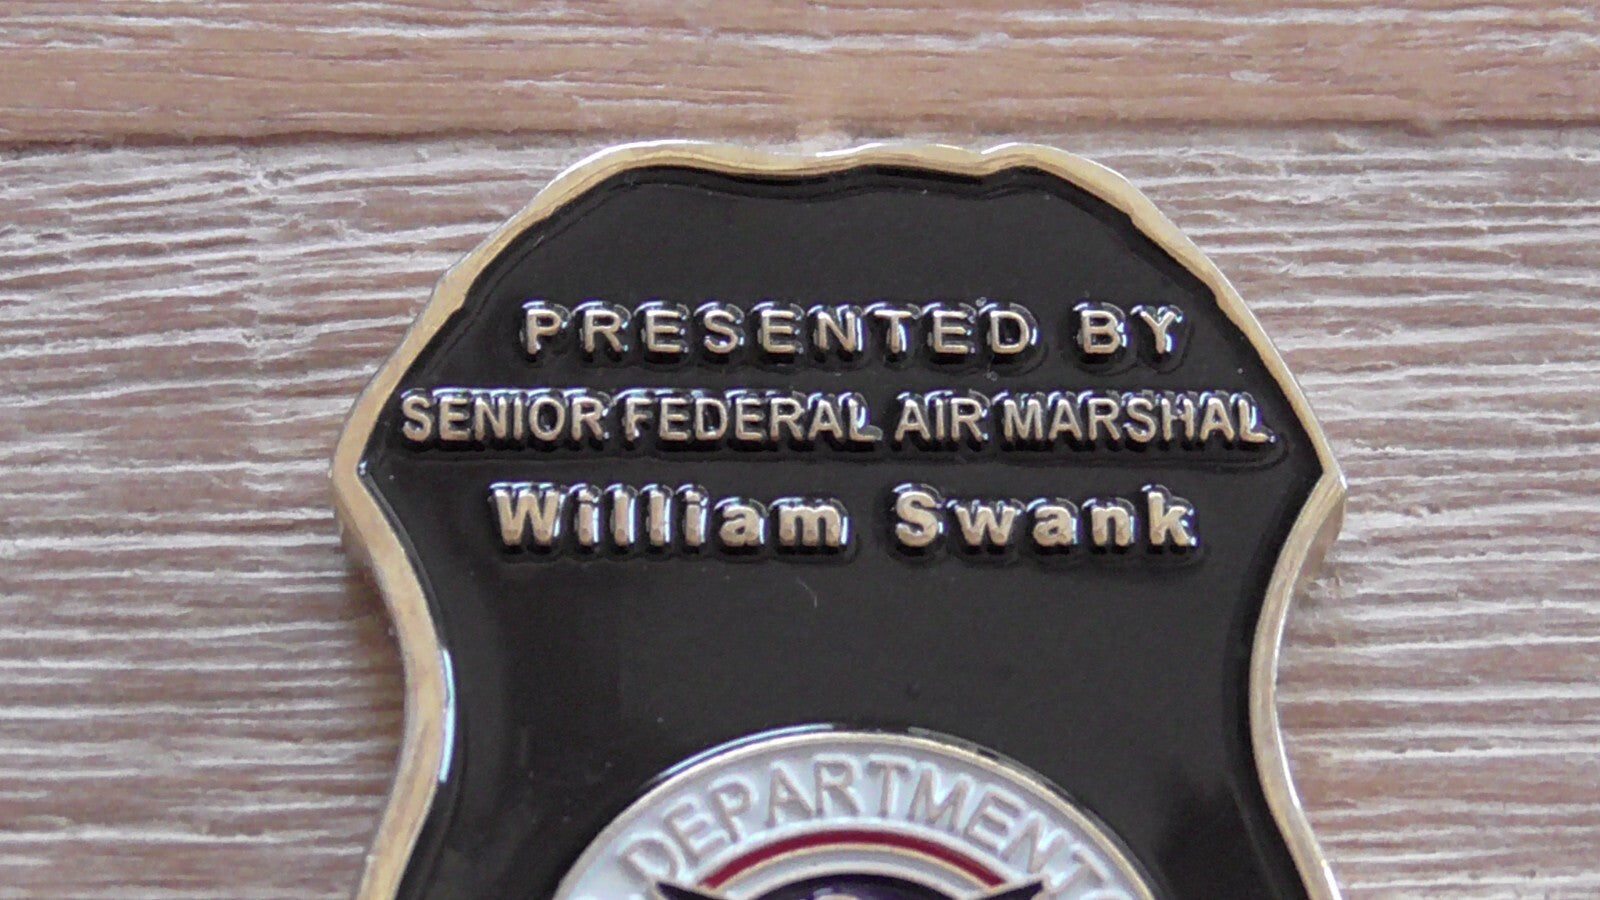 PRESENTED BY
SENIOR FEDERAL AIR MARSHAL
William Swank
DEPARTMENT